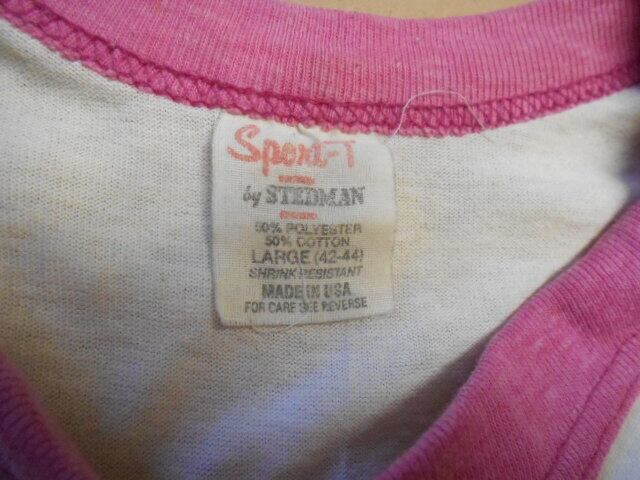 Sport-T
by STEDMAN
50% POLYESTER
50% COTTON
LARGE (42-44)
SHRINK RESISTANT
MADE IN USA
FOR CARE SEE REVERSE